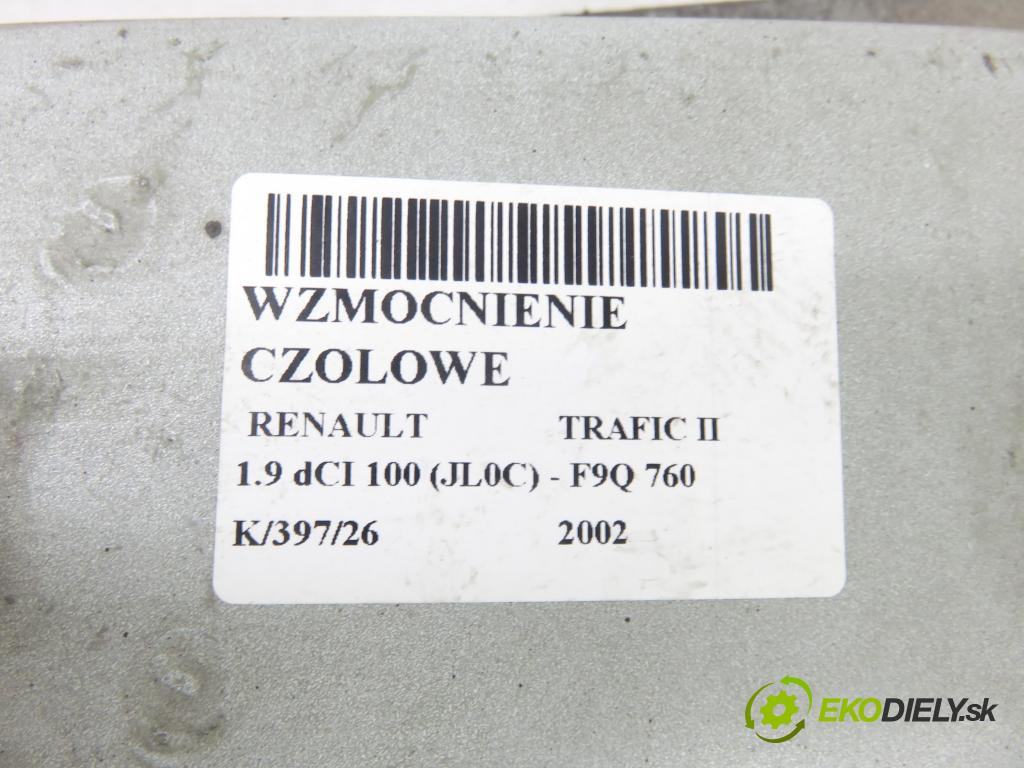 WZMOCNIENIE
CZOLOWE
RENAULT TRAFIC II
1.9 dCI 100 (JL0C) - F9Q 760
K/397/26 2002
EKODIELY.sk